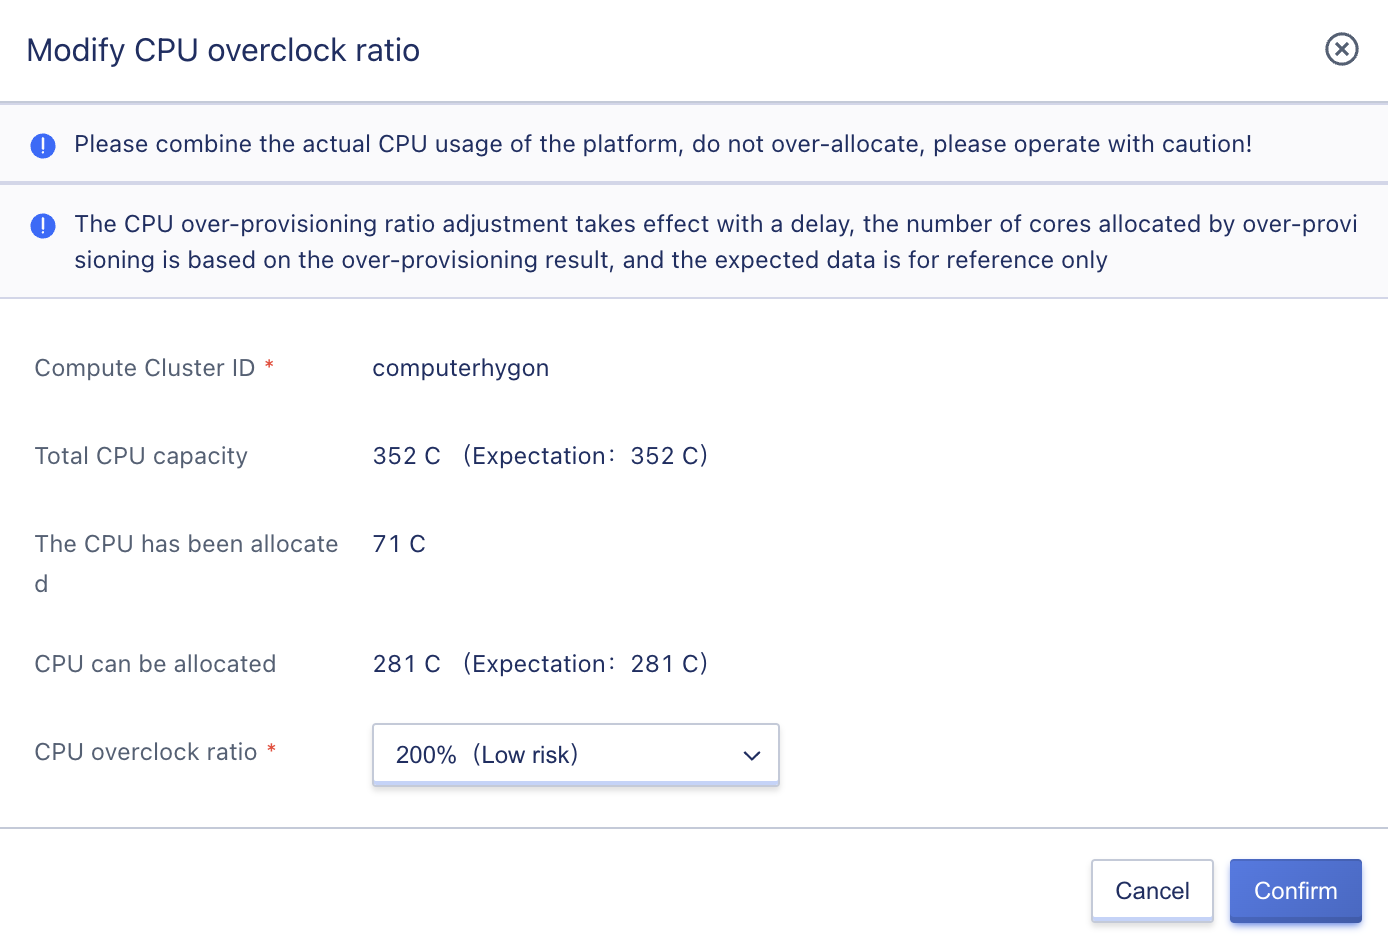 Modify CPU overclock ratio
Please combine the actual CPU usage of the platform, do not over-allocate, please operate with caution!
The CPU over-provisioning ratio adjustment takes effect with a delay, the number of cores allocated by over-provi
sioning is based on the over-provisioning result, and the expected data is for reference only
Compute Cluster ID * computerhygon
Total CPU capacity 352 C （Expectation：352 C）
The CPU has been allocate 71 C
d
CPU can be allocated 281 C （Expectation：281 C）
CPU overclock ratio * 200%（Low risk）
Cancel Confirm